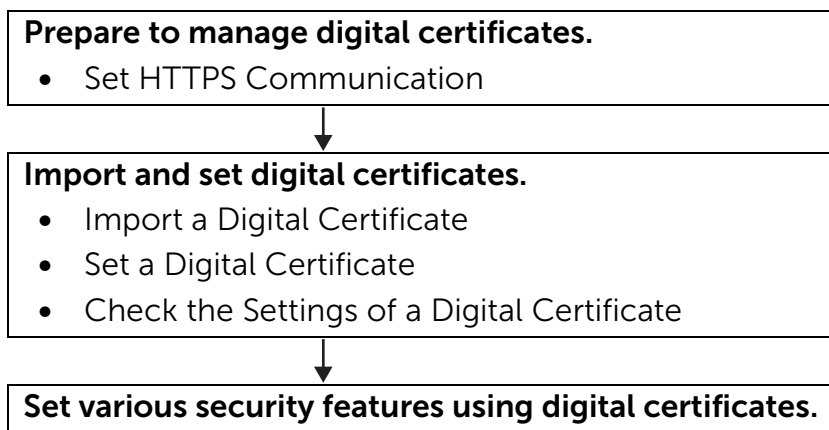 Prepare to manage digital certificates.
• Set HTTPS Communication
Import and set digital certificates.
• Import a Digital Certificate
• Set a Digital Certificate
• Check the Settings of a Digital Certificate
Set various security features using digital certificates.